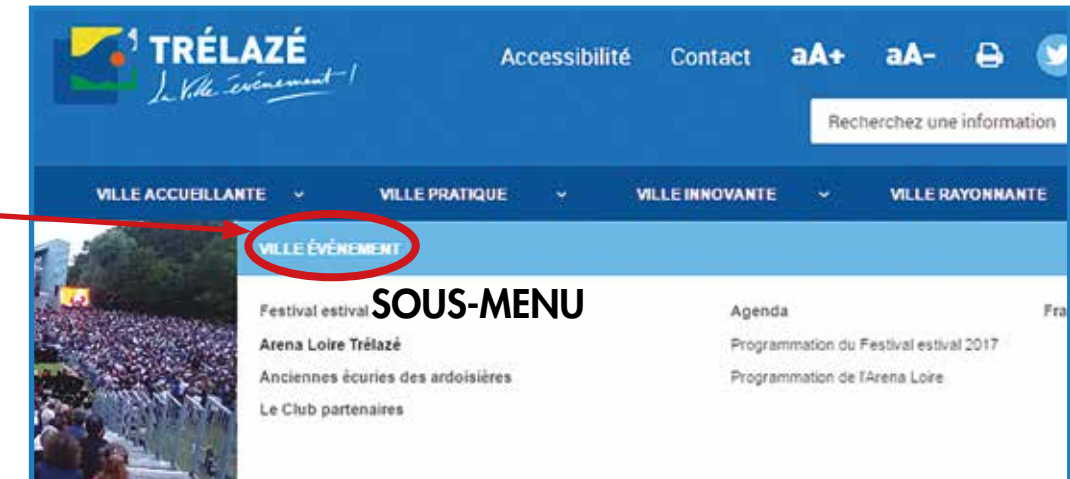 TRÉLAZÉ
La Ville événement !
Accessibilité Contact aA+ aA-
Recherchez une information
VILLE ACCUEILLANTE VILLE PRATIQUE VILLE INNOVANTE VILLE RAYONNANTE
VILLE ÉVÉNEMENT
SOUS-MENU
Festival estival Agenda Fra
Arena Loire Trélazé Programmation du Festival estival 2017
Anciennes écuries des ardoisières Programmation de l'Arena Loire
Le Club partenaires